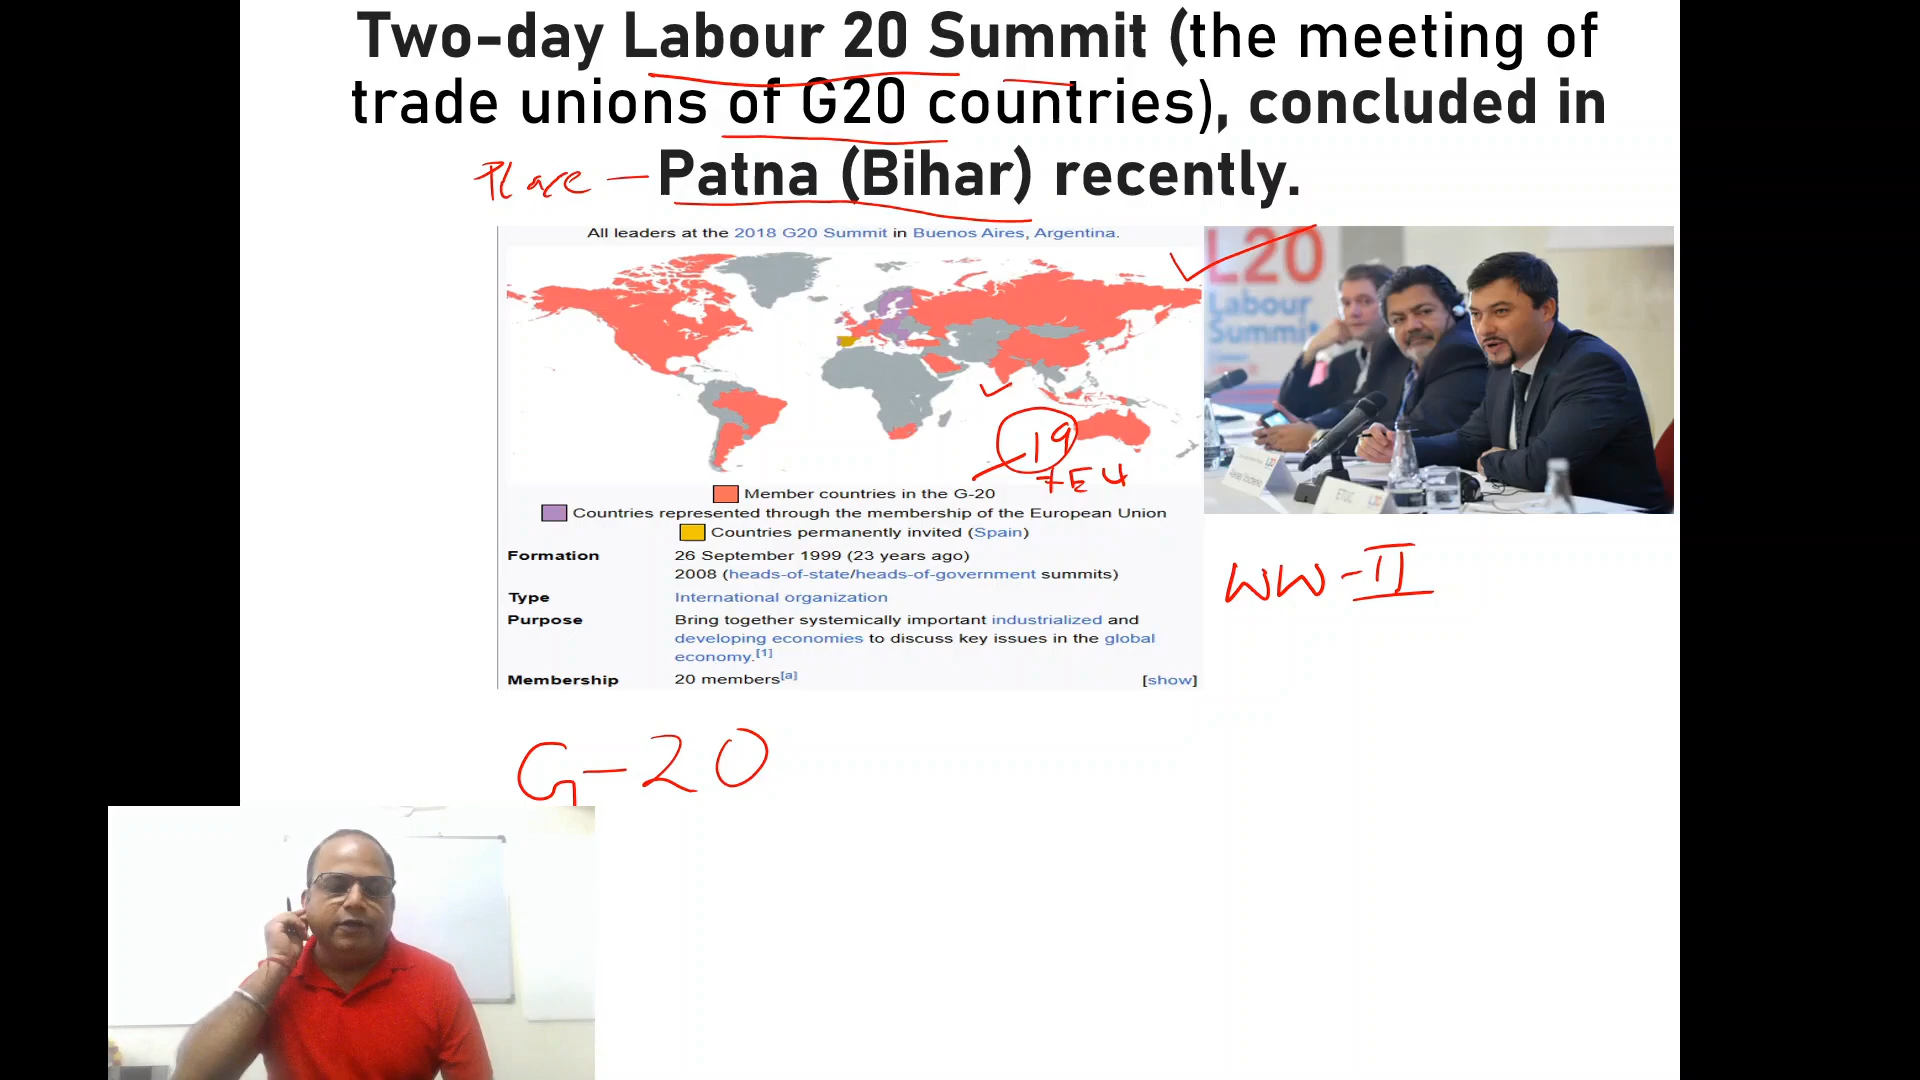 Two-day Labour 20 Summit (the meeting of
trade unions of G20 countries), concluded in
Place - Patna (Bihar) recently.
All leaders at the 2018 G20 Summit in Buenos Aires, Argentina.
L20
Labour
Summit
19
+EU
Member countries in the G-20
Countries represented through the membership of the European Union
Countries permanently invited (Spain)
ETUC
Formation 26 September 1999 (23 years ago)
2008 (heads-of-state/heads-of-government summits)
WW-II
Type International organization
Purpose Bring together systemically important industrialized and
developing economies to discuss key issues in the global
economy.[1]
Membership 20 members[a] [show]
G-20